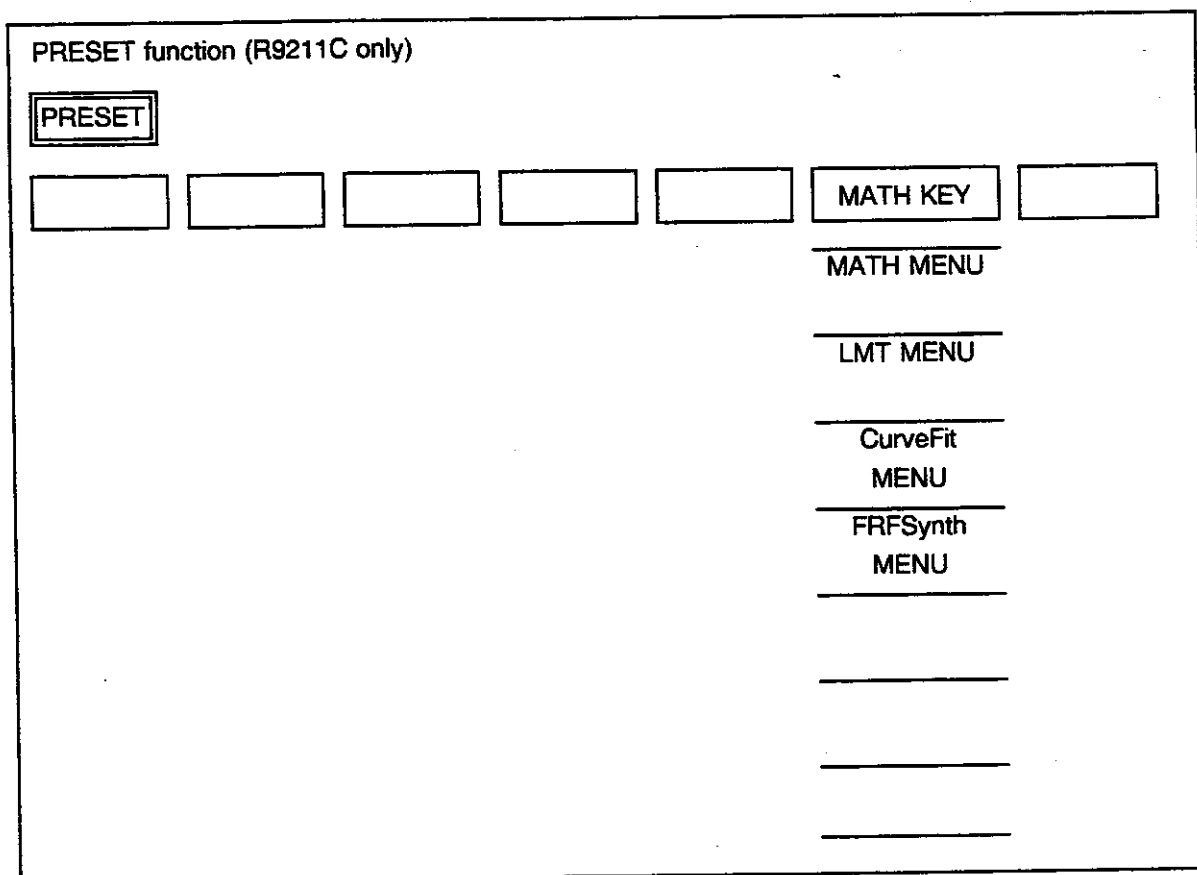 PRESET function (R9211C only)
PRESET
MATH KEY
MATH MENU
LMT MENU
CurveFit
MENU
FRFSynth
MENU